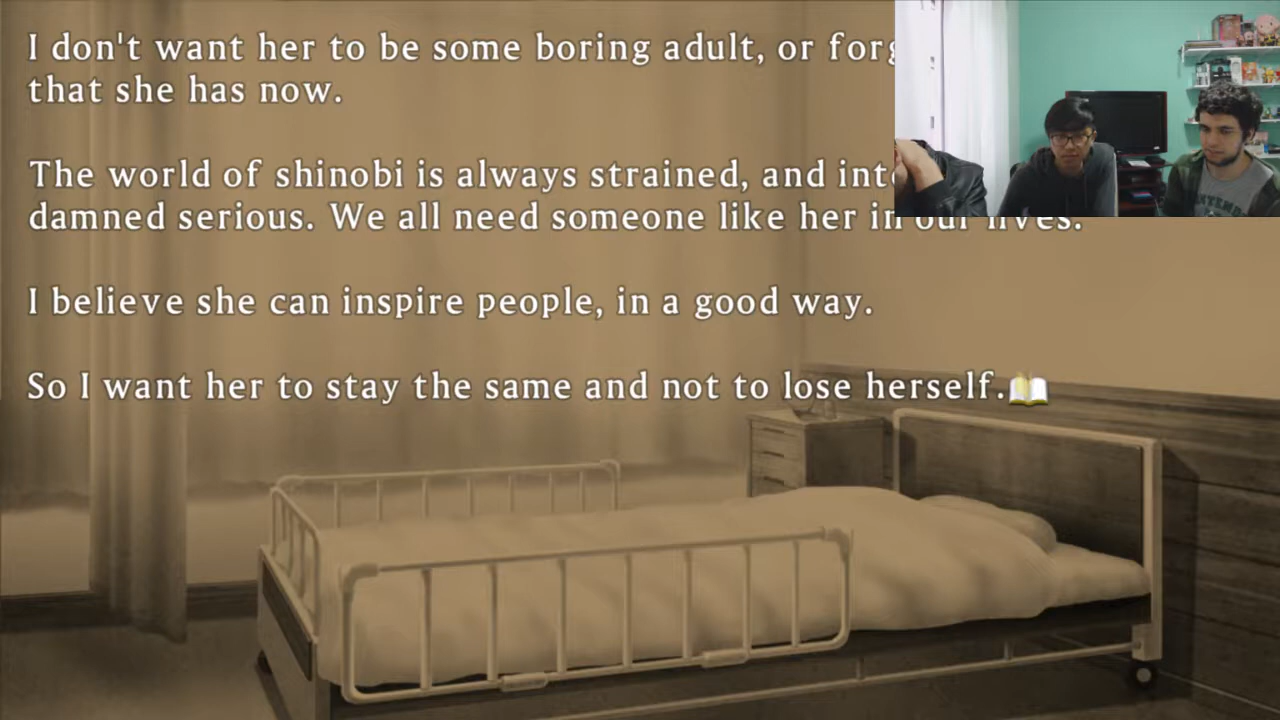 I don't want her to be some boring adult, or
that she has now.
The world of shinobi is always strained, and
damned serious. We all need someone like her in our lives.
I believe she can inspire people, in a good way.
So I want her to stay the same and not to lose herself.